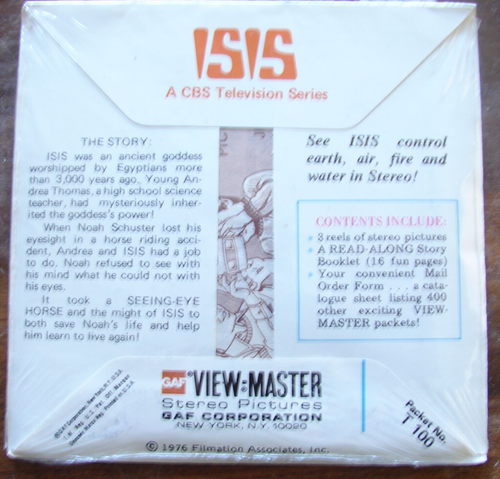 ISIS
A CBS Television Series
THE STORY:
ISIS was an ancient goddess
worshipped by Egyptians more
than 3,000 years ago. Young An-
drea Thomas, a high school science
teacher, had mysteriously inher-
ited the goddess's power!
When Noah Schuster lost his
eyesight in a horse riding acci-
dent, Andrea and ISIS had a job
to do. Noah refused to see with
his mind what he could not with
his eyes.
It took a SEEING-EYE
HORSE and the might of ISIS to
both save Noah's life and help
him learn to live again!
See ISIS control
earth, air, fire and
water in Stereo!
CONTENTS INCLUDE:
3 reels of stereo pictures
A READ-ALONG Story
Booklet (16 fun pages)
Your convenient Mail
Order Form . . . a cata-
logue sheet listing 400
other exciting VIEW-
MASTER packets!
GAF ® VIEW-MASTER
Stereo Pictures
GAF CORPORATION
NEW YORK, N.Y. 10020
© 1976 Filmation Associates, Inc.
Packet No.
T 100